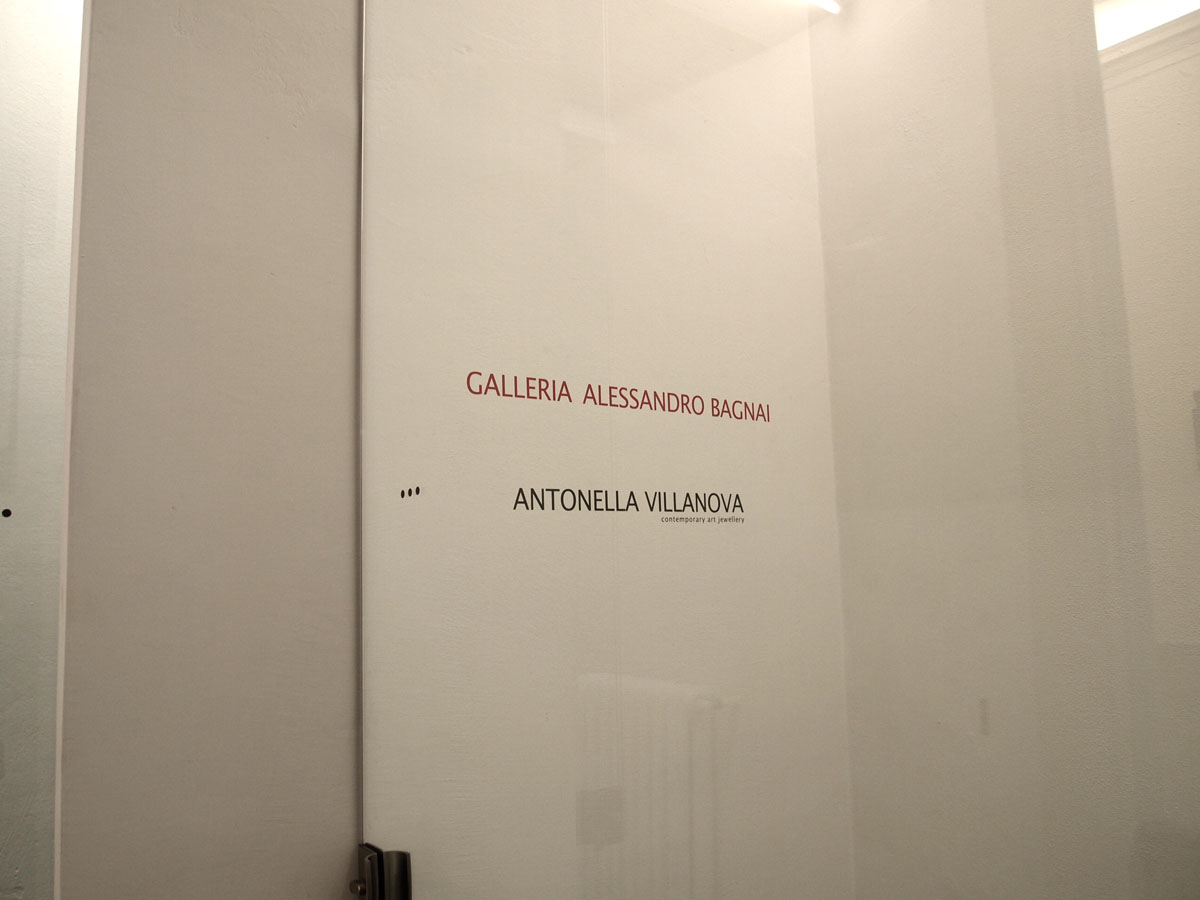 GALLERIA ALESSANDRO BAGNAI
ANTONELLA VILLANOVA
contemporary art jewellery